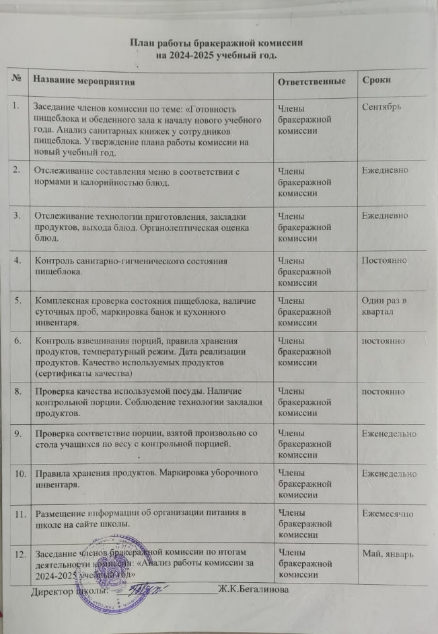 План работы бракеражной комиссии
на 2024-2025 учебный год.
№ Название мероприятия Ответственные Сроки
1. Заседание членов комиссии по теме: «Готовность Члены Сентябрь
пищеблока и обеденного зала к началу нового учебного бракеражной
года. Анализ санитарных книжек у сотрудников комиссии
пищеблока. Утверждение плана работы комиссии на
новый учебный год.
2. Отслеживание составления меню в соответствии с Члены Ежедневно
нормами и калорийностью блюд. бракеражной
комиссии
3. Отслеживание технологии приготовления, закладки Члены Ежедневно
продуктов, выхода блюд. Органолептическая оценка бракеражной
блюд. комиссии
4. Контроль санитарно-гигиенического состояния Члены Постоянно
пищеблока. бракеражной
комиссии
5. Комплексная проверка состояния пищеблока, наличие Члены Один раз в
суточных проб, маркировка банок и кухонного бракеражной квартал
инвентаря. комиссии
6. Контроль взвешивания порций, правила хранения Члены постоянно
продуктов, температурный режим. Дата реализации бракеражной
продуктов. Качество используемых продуктов комиссии
(сертификаты качества)
8. Проверка качества используемой посуды. Наличие Члены постоянно
контрольной порции. Соблюдение технологии закладки бракеражной
продуктов. комиссии
9. Проверка соответствие порции, взятой произвольно со Члены Еженедельно
стола учащихся по весу с контрольной порцией. бракеражной
комиссии
10. Правила хранения продуктов. Маркировка уборочного Члены Еженедельно
инвентаря. бракеражной
комиссии
11. Размещение информации об организации питания в Члены Ежемесячно
школе на сайте школы. бракеражной
комиссии
12. Заседание членов бракеражной комиссии по итогам Члены Май, январь
деятельности комиссии: «Анализ работы комиссии за бракеражной
2024-2025 учебный год» комиссии
Директор школы: Ж.К.Бегалинова